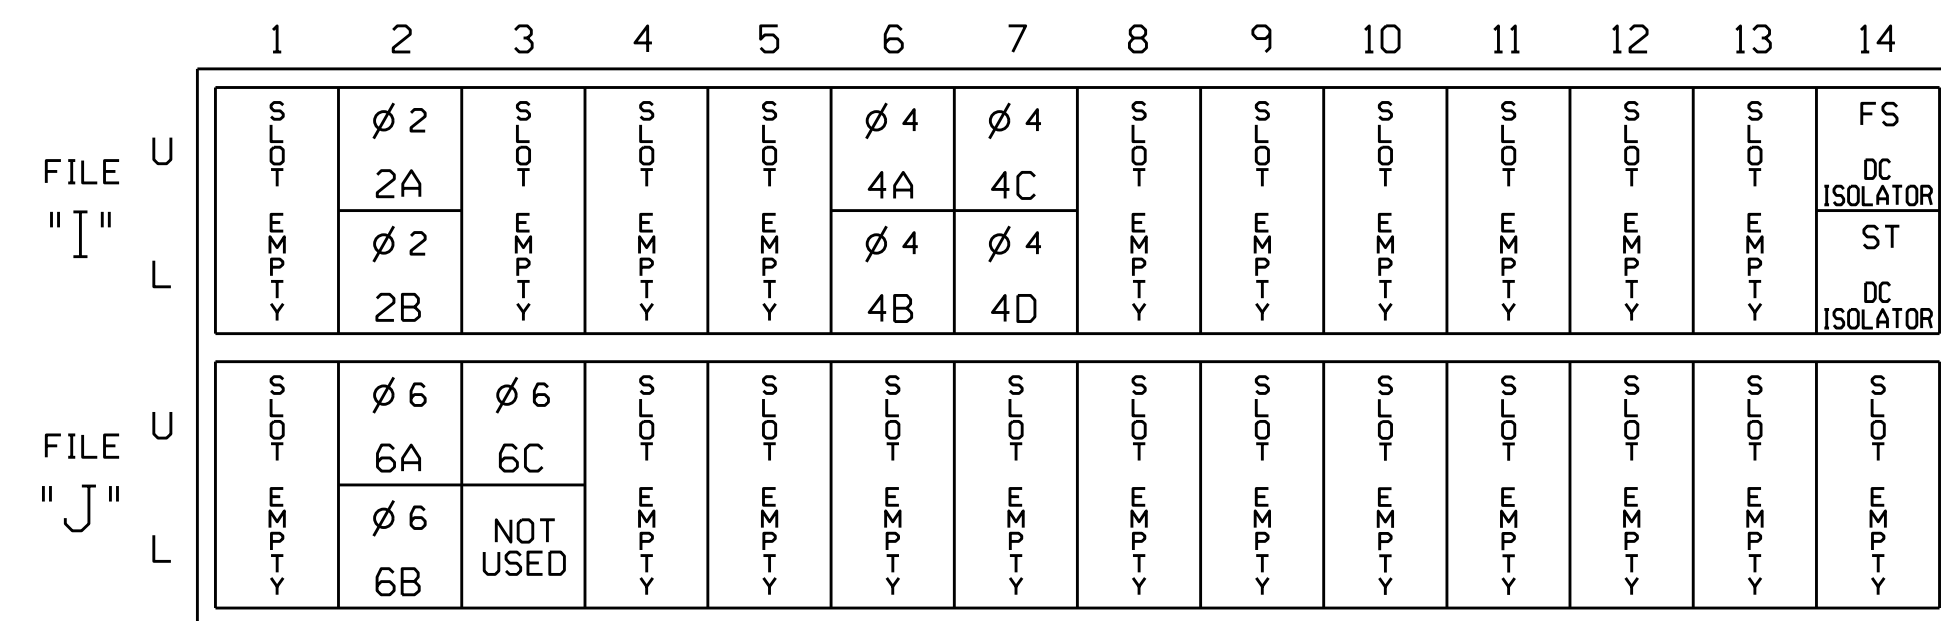 1 2 3 4 5 6 7 8 9 10 11 12 13 14
FILE
"I"
U
L
SLOT EMPTY
Ø 2
2A
Ø 2
2B
SLOT EMPTY
SLOT EMPTY
SLOT EMPTY
Ø 4
4A
Ø 4
4B
Ø 4
4C
Ø 4
4D
SLOT EMPTY
SLOT EMPTY
SLOT EMPTY
SLOT EMPTY
SLOT EMPTY
SLOT EMPTY
FS
DC
ISOLATOR
ST
DC
ISOLATOR
FILE
"J"
U
L
SLOT EMPTY
Ø 6
6A
Ø 6
6B
Ø 6
6C
NOT
USED
SLOT EMPTY
SLOT EMPTY
SLOT EMPTY
SLOT EMPTY
SLOT EMPTY
SLOT EMPTY
SLOT EMPTY
SLOT EMPTY
SLOT EMPTY
SLOT EMPTY
SLOT EMPTY